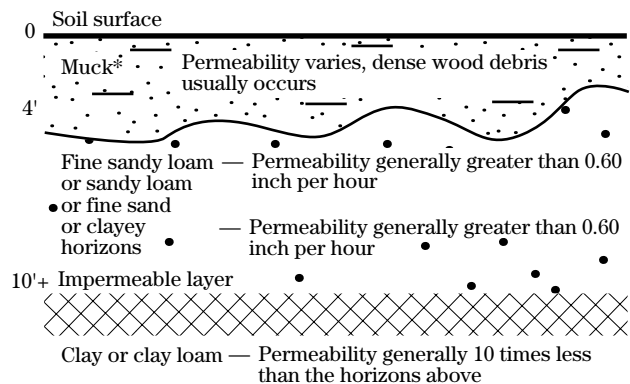 Soil surface
0
Muck* Permeability varies, dense wood debris
usually occurs
4'
Fine sandy loam — Permeability generally greater than 0.60
or sandy loam inch per hour
or fine sand
or clayey — Permeability generally greater than 0.60
horizons inch per hour
10'+ Impermeable layer
Clay or clay loam — Permeability generally 10 times less
than the horizons above